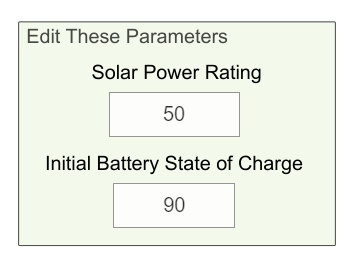 Edit These Parameters
Solar Power Rating
50
Initial Battery State of Charge
90